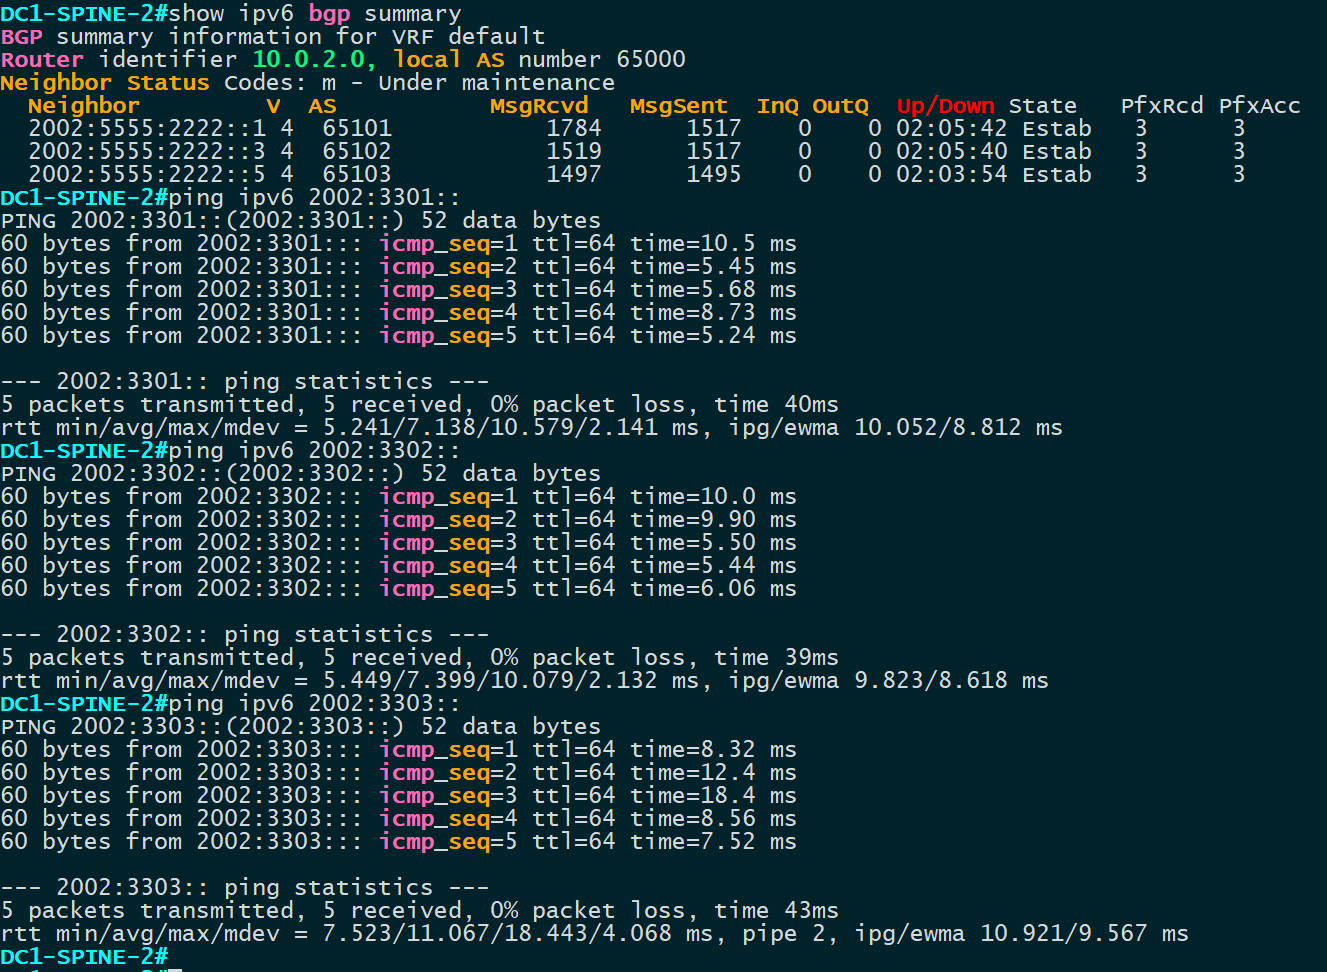 DC1-SPINE-2#show ipv6 bgp summary
BGP summary information for VRF default
Router identifier 10.0.2.0, local AS number 65000
Neighbor Status Codes: m - Under maintenance
  Neighbor         V  AS           MsgRcvd   MsgSent  InQ OutQ  Up/Down State   PfxRcd PfxAcc
  2002:5555:2222::1 4  65101           1784      1517    0    0 02:05:42 Estab   3      3
  2002:5555:2222::3 4  65102           1519      1517    0    0 02:05:40 Estab   3      3
  2002:5555:2222::5 4  65103           1497      1495    0    0 02:03:54 Estab   3      3
DC1-SPINE-2#ping ipv6 2002:3301::
PING 2002:3301::(2002:3301::) 52 data bytes
60 bytes from 2002:3301::: icmp_seq=1 ttl=64 time=10.5 ms
60 bytes from 2002:3301::: icmp_seq=2 ttl=64 time=5.45 ms
60 bytes from 2002:3301::: icmp_seq=3 ttl=64 time=5.68 ms
60 bytes from 2002:3301::: icmp_seq=4 ttl=64 time=8.73 ms
60 bytes from 2002:3301::: icmp_seq=5 ttl=64 time=5.24 ms

--- 2002:3301:: ping statistics ---
5 packets transmitted, 5 received, 0% packet loss, time 40ms
rtt min/avg/max/mdev = 5.241/7.138/10.579/2.141 ms, ipg/ewma 10.052/8.812 ms
DC1-SPINE-2#ping ipv6 2002:3302::
PING 2002:3302::(2002:3302::) 52 data bytes
60 bytes from 2002:3302::: icmp_seq=1 ttl=64 time=10.0 ms
60 bytes from 2002:3302::: icmp_seq=2 ttl=64 time=9.90 ms
60 bytes from 2002:3302::: icmp_seq=3 ttl=64 time=5.50 ms
60 bytes from 2002:3302::: icmp_seq=4 ttl=64 time=5.44 ms
60 bytes from 2002:3302::: icmp_seq=5 ttl=64 time=6.06 ms

--- 2002:3302:: ping statistics ---
5 packets transmitted, 5 received, 0% packet loss, time 39ms
rtt min/avg/max/mdev = 5.449/7.399/10.079/2.132 ms, ipg/ewma 9.823/8.618 ms
DC1-SPINE-2#ping ipv6 2002:3303::
PING 2002:3303::(2002:3303::) 52 data bytes
60 bytes from 2002:3303::: icmp_seq=1 ttl=64 time=8.32 ms
60 bytes from 2002:3303::: icmp_seq=2 ttl=64 time=12.4 ms
60 bytes from 2002:3303::: icmp_seq=3 ttl=64 time=18.4 ms
60 bytes from 2002:3303::: icmp_seq=4 ttl=64 time=8.56 ms
60 bytes from 2002:3303::: icmp_seq=5 ttl=64 time=7.52 ms

--- 2002:3303:: ping statistics ---
5 packets transmitted, 5 received, 0% packet loss, time 43ms
rtt min/avg/max/mdev = 7.523/11.067/18.443/4.068 ms, pipe 2, ipg/ewma 10.921/9.567 ms
DC1-SPINE-2#